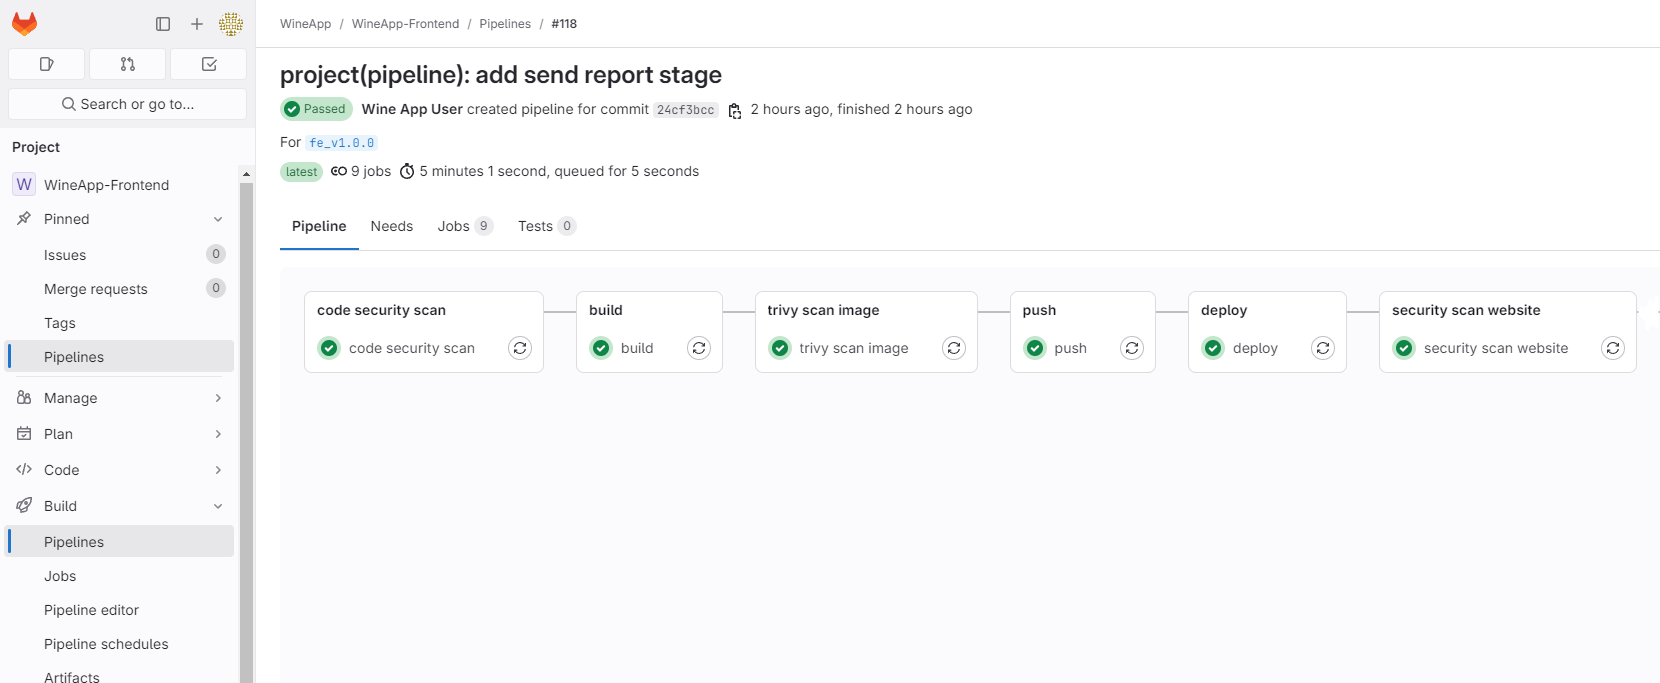 WineApp / WineApp-Frontend / Pipelines / #118
Search or go to...
Project
W WineApp-Frontend
Pinned
Issues 0
Merge requests 0
Tags
Pipelines
Manage
Plan
Code
Build
Pipelines
Jobs
Pipeline editor
Pipeline schedules
Artifacts
project(pipeline): add send report stage
Passed Wine App User created pipeline for commit 24cf3bcc 2 hours ago, finished 2 hours ago
For fe_v1.0.0
latest 9 jobs 5 minutes 1 second, queued for 5 seconds
Pipeline Needs Jobs 9 Tests 0
code security scan
code security scan
build
build
trivy scan image
trivy scan image
push
push
deploy
deploy
security scan website
security scan website